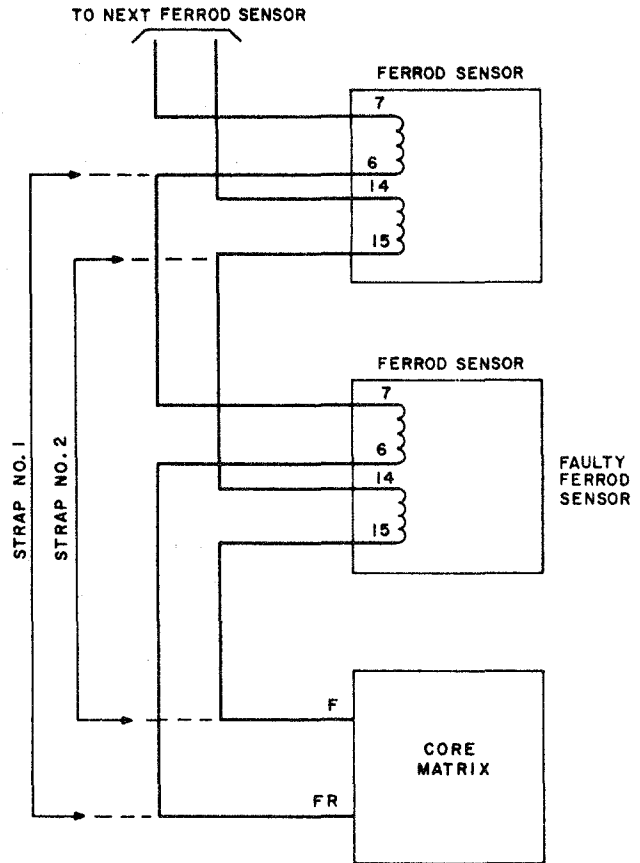 TO NEXT FERROD SENSOR
FERROD SENSOR
7
6
14
15
FERROD SENSOR
7
6
14
15
FAULTY
FERROD
SENSOR
STRAP NO. 1
STRAP NO. 2
F
FR
CORE
MATRIX